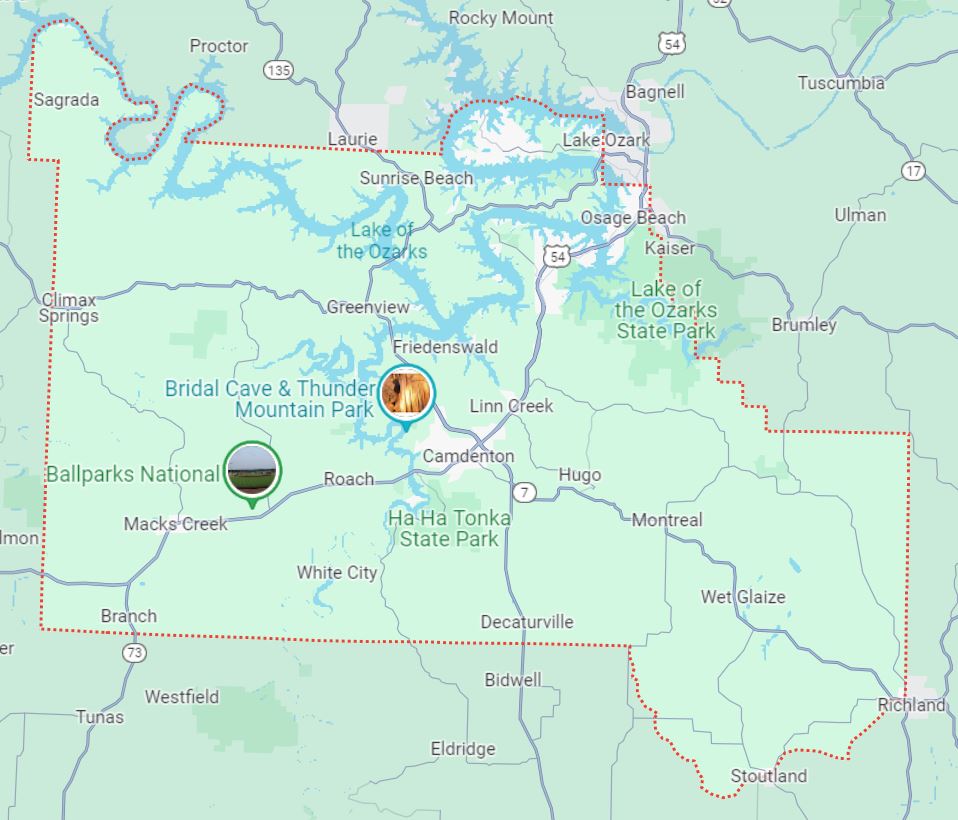 Rocky Mount
52
54
Proctor
135
Tuscumbia
Bagnell
Sagrada
Laurie
Lake Ozark
17
Sunrise Beach
Osage Beach
Ulman
Lake of
the Ozarks
54
Kaiser
Lake of
the Ozarks
State Park
Climax
Springs
Greenview
Brumley
Friedenswald
Bridal Cave & Thunder
Mountain Park
Linn Creek
Camdenton
Ballparks National
Roach
Hugo
7
Macks Creek
Ha Ha Tonka
State Park
Montreal
lmon
White City
Wet Glaize
Branch
Decaturville
er
73
Bidwell
Westfield
Richland
Tunas
Eldridge
Stoutland